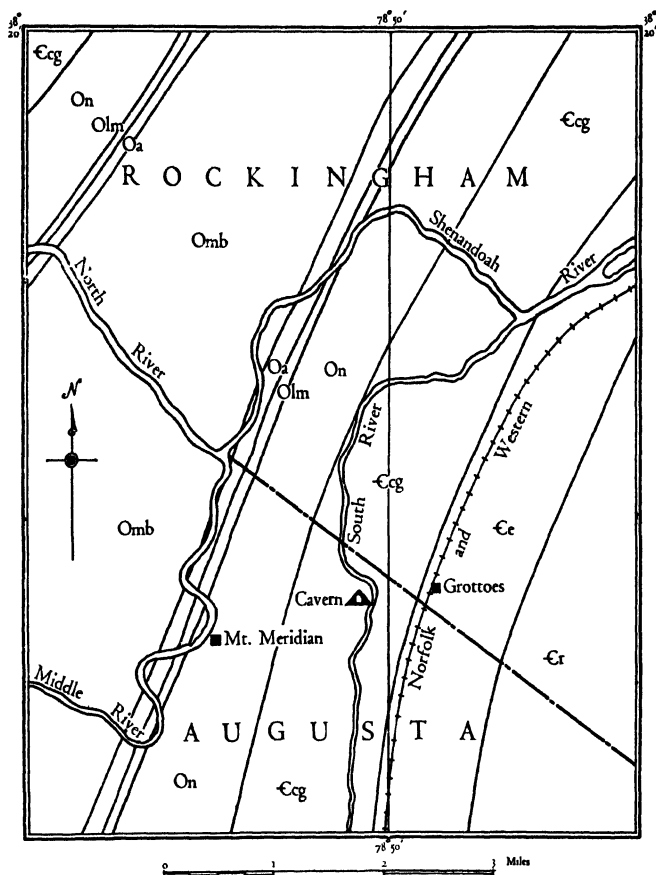 38° 20'
78° 50'
38° 20'
Єcg
On
Olm
Oa
Єcg
ROCKINGHAM
Omb
Shenandoah River
North River
Oa
Olm
On
N
South River
Єcg
Norfolk and Western
Omb
Єe
Cavern
Grottoes
Mt. Meridian
Єr
Middle River
AUGUSTA
On
Єcg
78° 50'
0 1 2 3 Miles